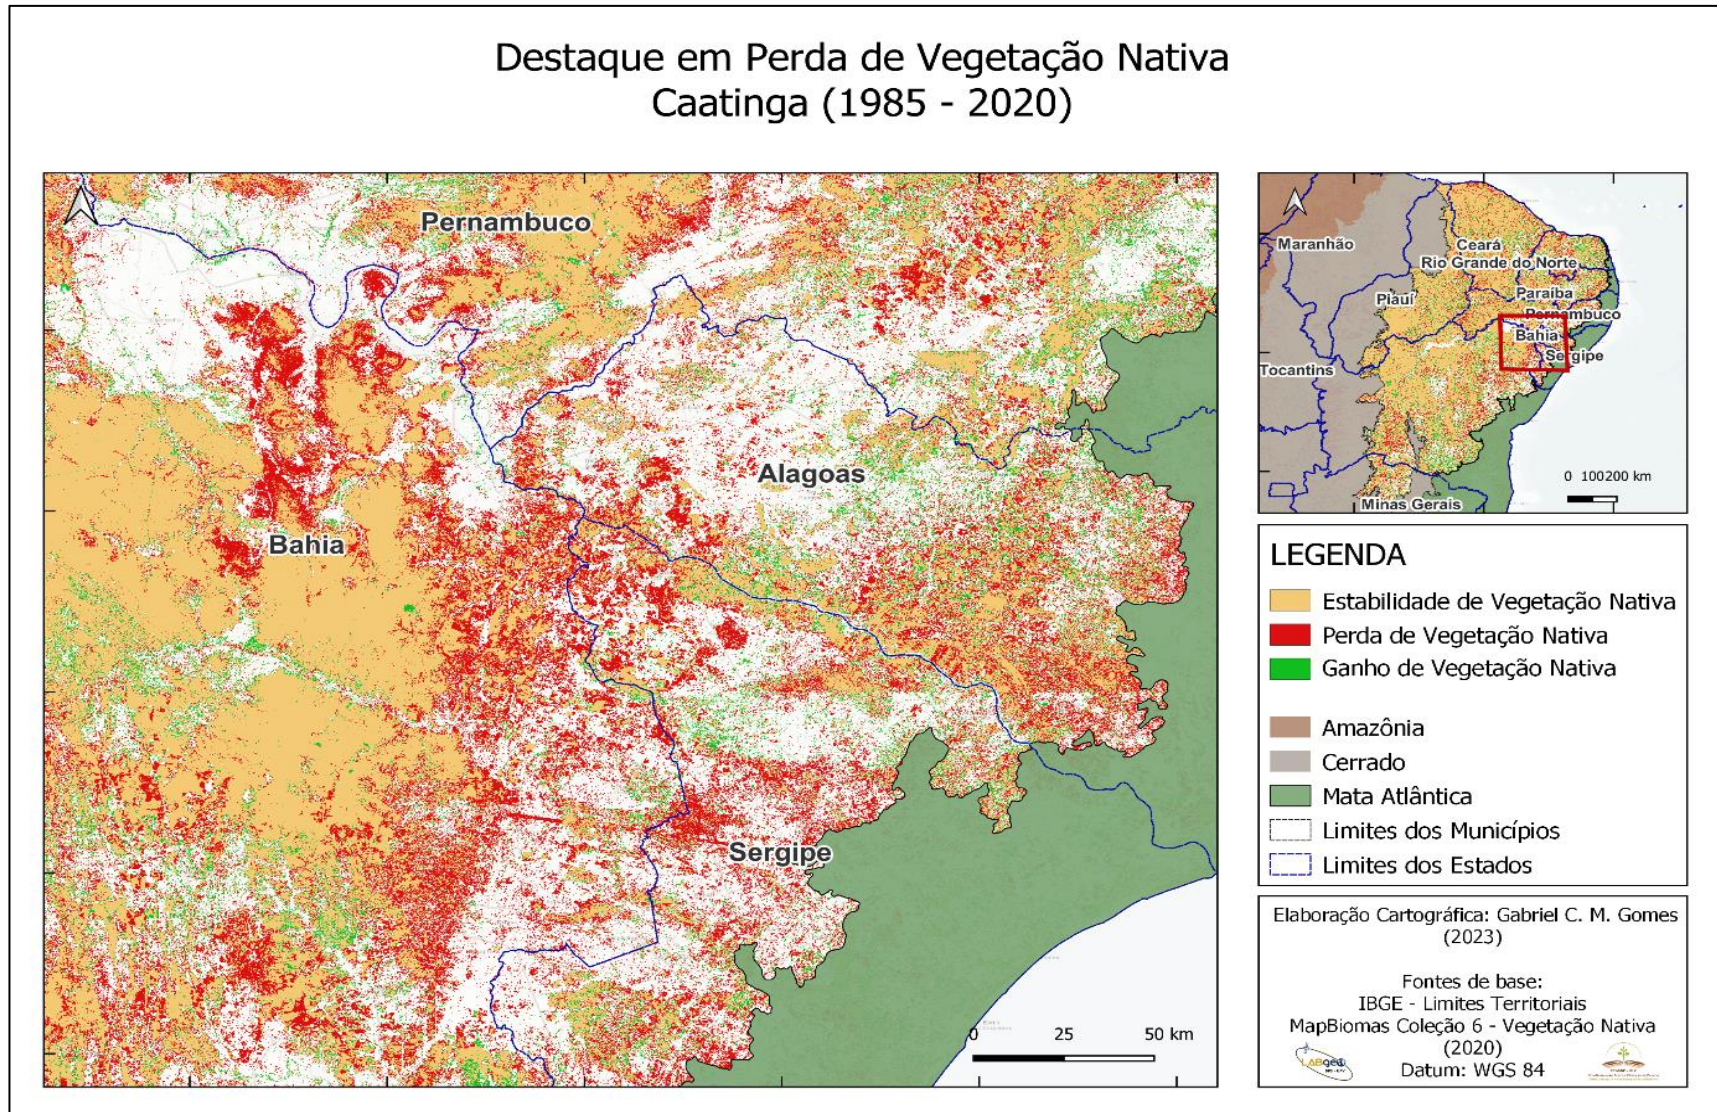 Destaque em Perda de Vegetação Nativa
Caatinga (1985 - 2020)
Pernambuco
Alagoas
Bahia
Sergipe
0 25 50 km
Maranhão
Ceará
Rio Grande do Norte
Piauí
Paraíba
Pernambuco
Bahia
Sergipe
Tocantins
0 100200 km
Minas Gerais
LEGENDA
Estabilidade de Vegetação Nativa
Perda de Vegetação Nativa
Ganho de Vegetação Nativa
Amazônia
Cerrado
Mata Atlântica
Limites dos Municípios
Limites dos Estados
Elaboração Cartográfica: Gabriel C. M. Gomes
(2023)
Fontes de base:
IBGE - Limites Territoriais
MapBiomas Coleção 6 - Vegetação Nativa
(2020)
Datum: WGS 84
LABgeo